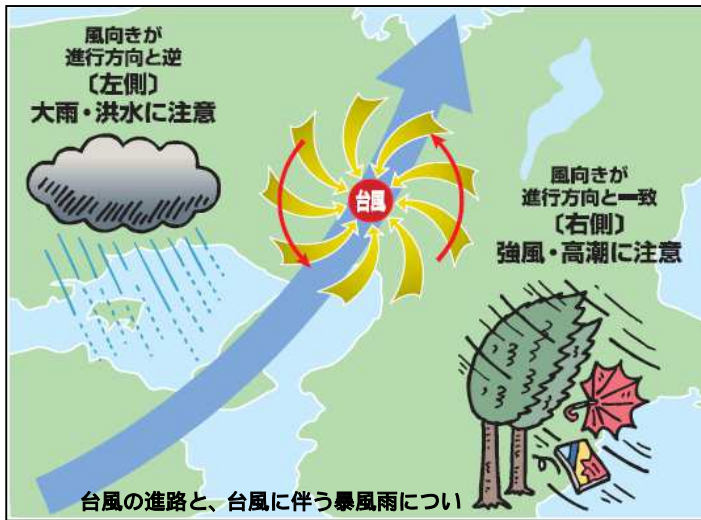 風向きが
進行方向と逆
〔左側〕
大雨・洪水に注意
台風
風向きが
進行方向と一致
〔右側〕
強風・高潮に注意
台風の進路と、台風に伴う暴風雨につい